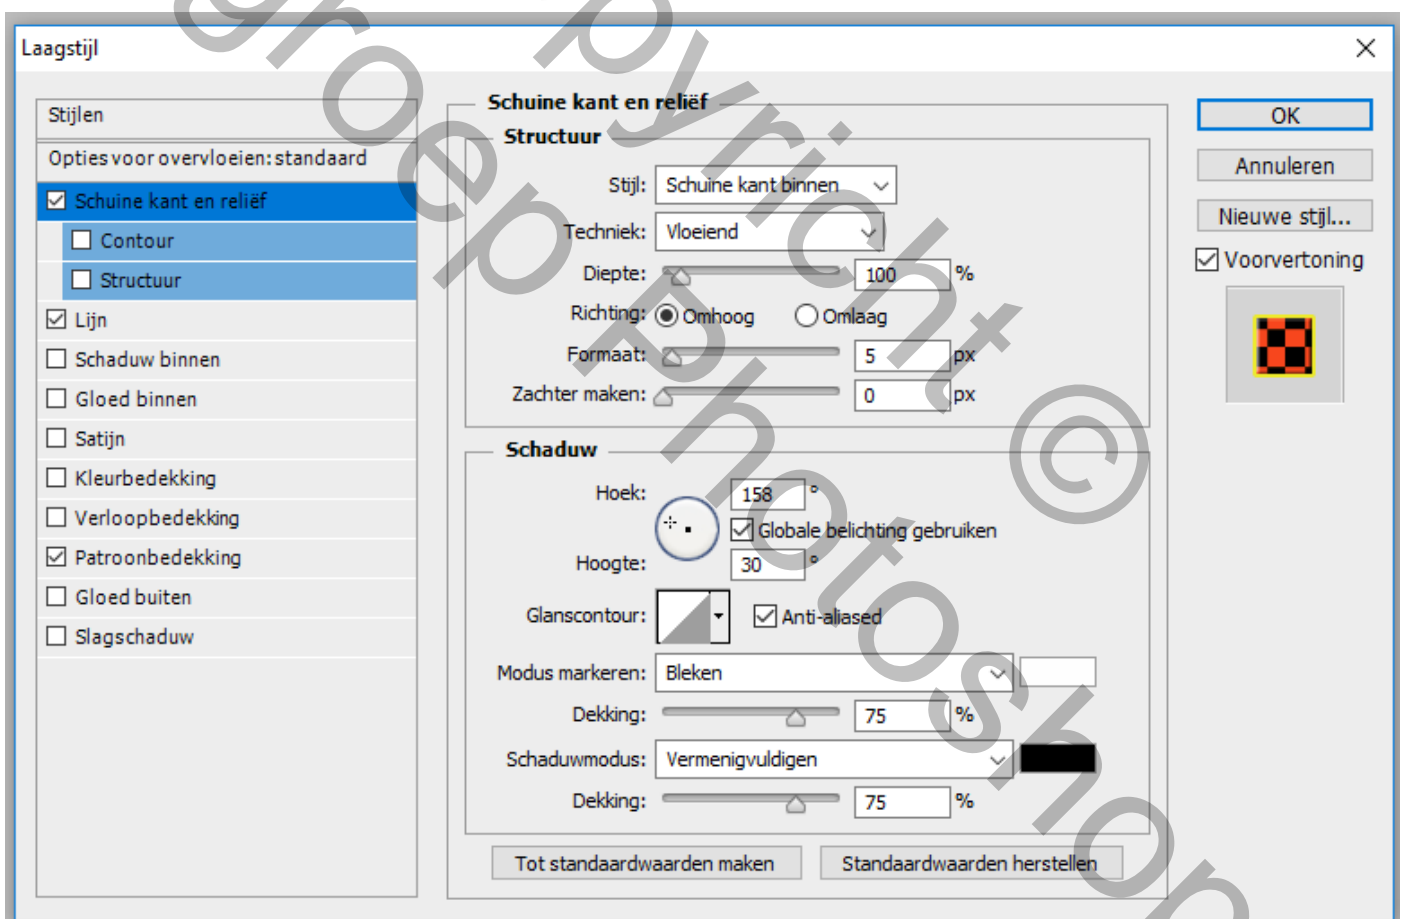 Laagstijl
Stijlen
Opties voor overvloeien: standaard
Schuine kant en reliëf
Contour
Structuur
Lijn
Schaduw binnen
Gloed binnen
Satijn
Kleurbedekking
Verloopbedekking
Patroonbedekking
Gloed buiten
Slagschaduw
Schuine kant en reliëf
Structuur
Stijl: Schuine kant binnen
Techniek: Vloeiend
Diepte: 100 %
Richting: Omhoog Omlaag
Formaat: 5 px
Zachter maken: 0 px
Schaduw
Hoek: 158 °
Globale belichting gebruiken
Hoogte: 30 °
Glanscontour: Anti-aliased
Modus markeren: Bleken
Dekking: 75 %
Schaduwmodus: Vermenigvuldigen
Dekking: 75 %
Tot standaardwaarden maken Standaardwaarden herstellen
OK
Annuleren
Nieuwe stijl...
Voorvertoning
groep Photoshop
pyricht ©